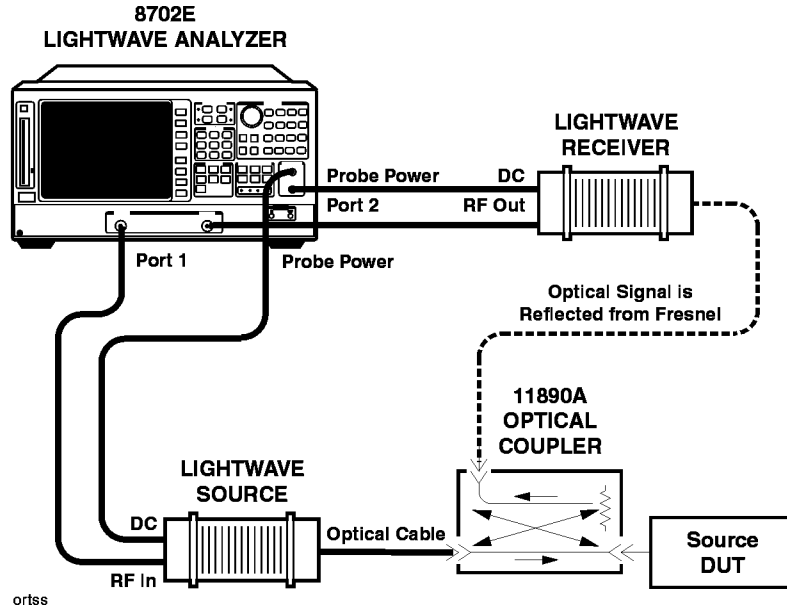 8702E
LIGHTWAVE ANALYZER
LIGHTWAVE
RECEIVER
Probe Power
DC
Port 2
RF Out
Port 1
Probe Power
Optical Signal is
Reflected from Fresnel
11890A
OPTICAL
COUPLER
LIGHTWAVE
SOURCE
DC
Optical Cable
RF In
Source
DUT
ortss